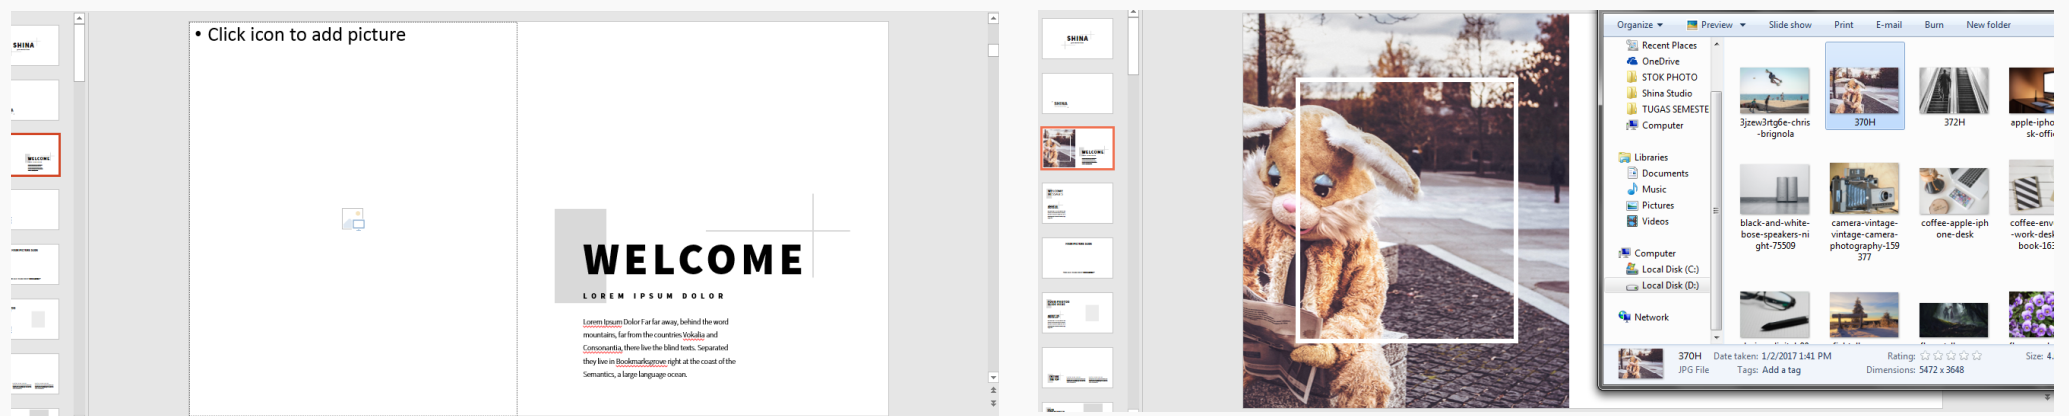 SHINA
WELCOME
• Click icon to add picture
WELCOME
LOREM IPSUM DOLOR
Lorem Ipsum Dolor Far far away, behind the word
mountains, far from the countries Vokalia and
Consonantia, there live the blind texts. Separated
they live in Bookmarksgrove right at the coast of the
Semantics, a large language ocean.
SHINA
SHINA
WELCOME
Organize
Preview
Slide show
Print
E-mail
Burn
New folder
Recent Places
OneDrive
STOK PHOTO
Shina Studio
TUGAS SEMESTE
Computer
Libraries
Documents
Music
Pictures
Videos
Computer
Local Disk (C:)
Local Disk (D:)
Network
3jzew3rtg6e-chris
-brignola
370H
372H
apple-ipho
sk-offi
black-and-white-
bose-speakers-ni
ght-75509
camera-vintage-
vintage-camera-
photography-159
377
coffee-apple-iph
one-desk
coffee-env
-work-desk
book-163
370H
Date taken: 1/2/2017 1:41 PM
Rating:
Size: 4.
JPG File
Tags: Add a tag
Dimensions: 5472 x 3648